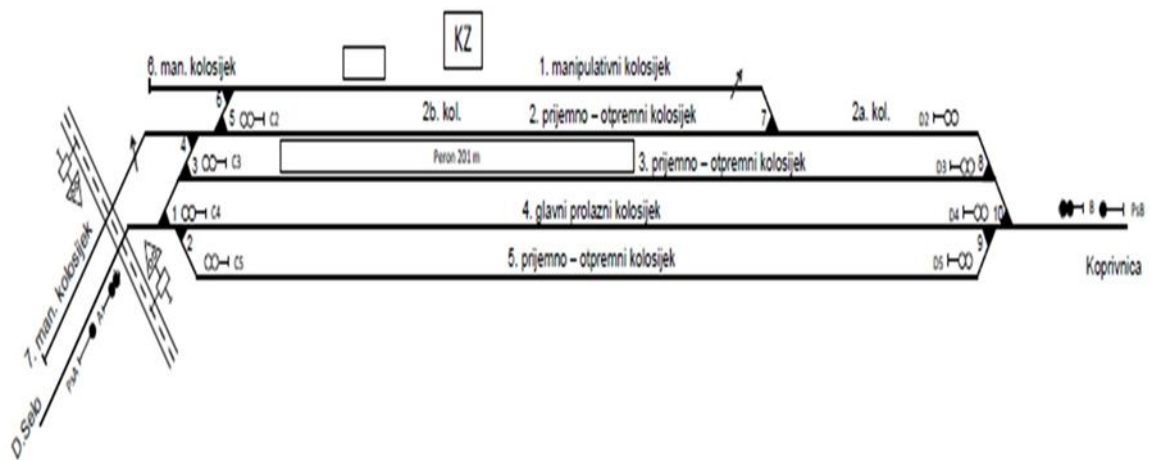 KZ
6. man. kolosijek
1. manipulativni kolosijek
6
5
C2
2b. kol.
2. prijemno – otpremni kolosijek
7
2a. kol.
D2
4
3
C3
Peron 201 m
3. prijemno – otpremni kolosijek
D3
8
1
C4
4. glavni prolazni kolosijek
D4
10
B
PsB
2
C5
5. prijemno – otpremni kolosijek
D5
9
Koprivnica
7. man. kolosijek
A
PsA
D.Selo